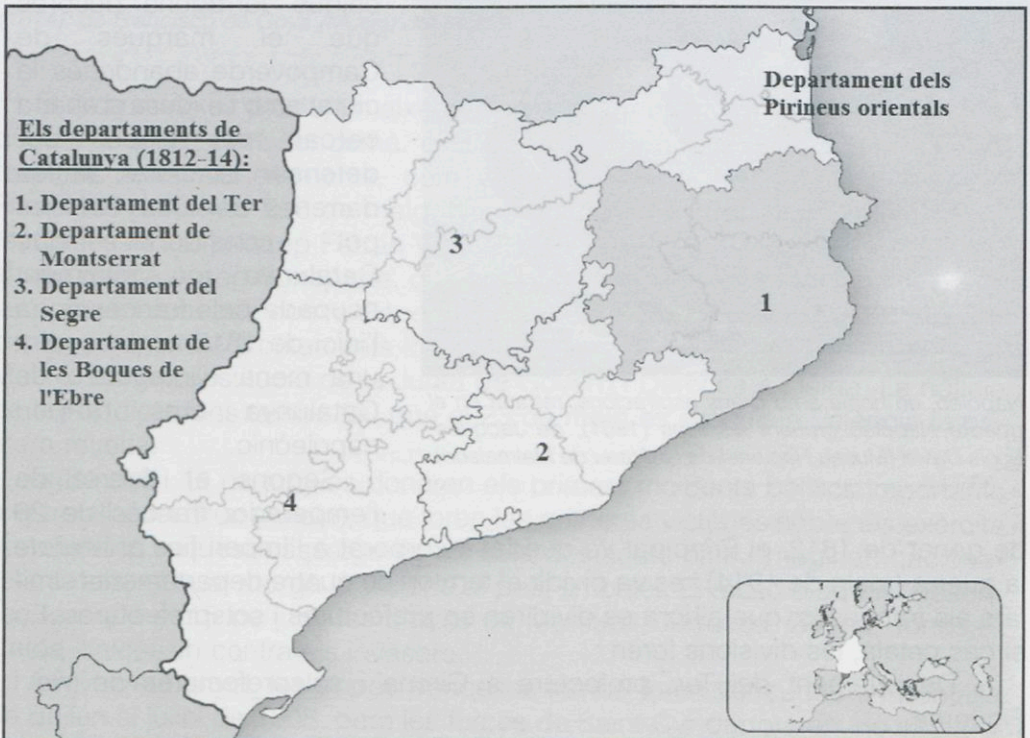 Departament dels
Pirineus orientals
Els departaments de
Catalunya (1812-14):
1. Departament del Ter
2. Departament de
Montserrat
3. Departament del
Segre
4. Departament de
les Boques de
l'Ebre
3
1
2
4